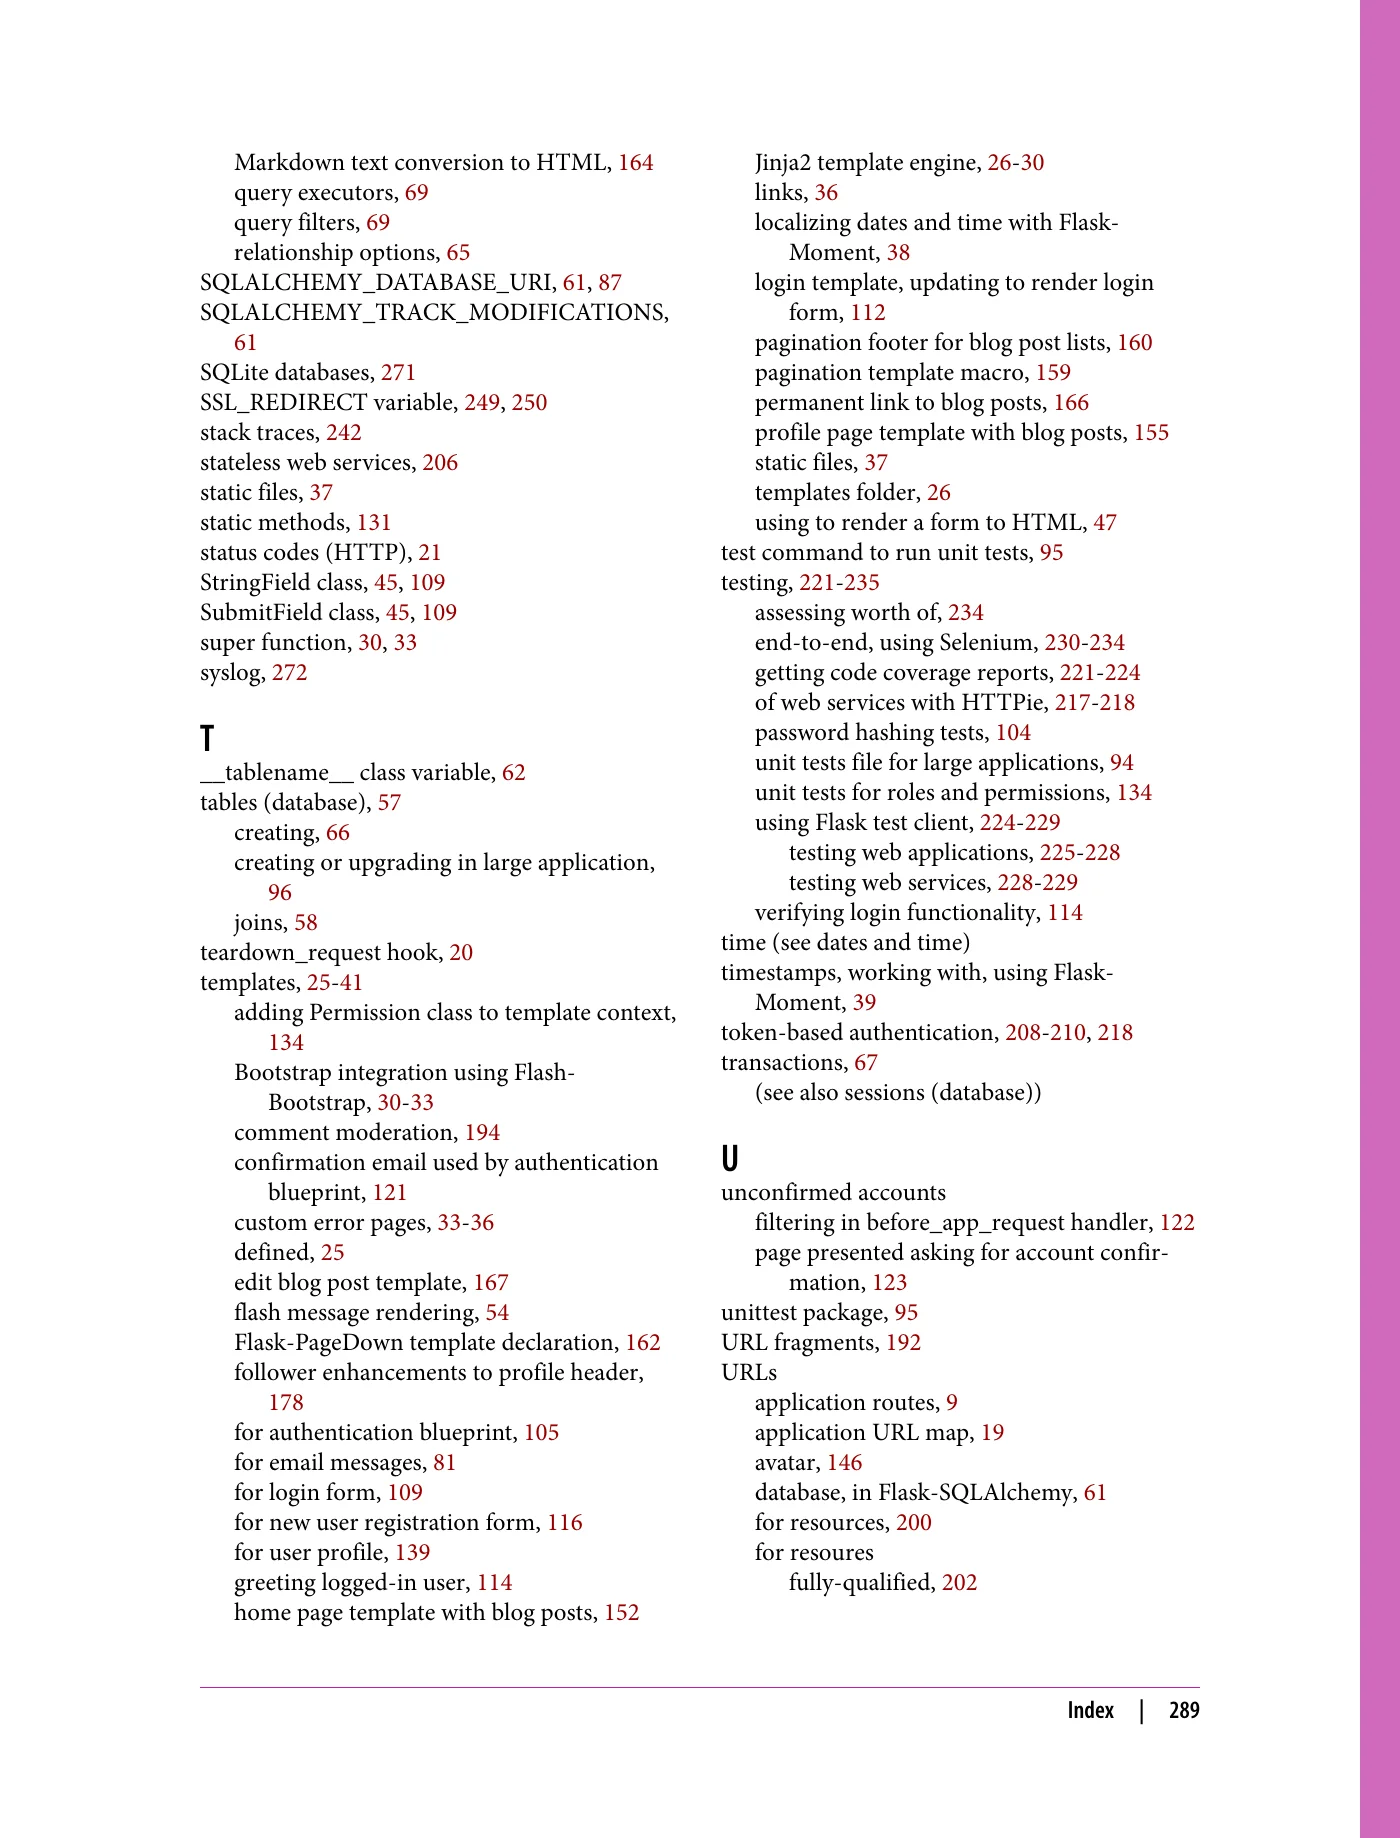 Markdown text conversion to HTML, 164
query executors, 69
query filters, 69
relationship options, 65
SQLALCHEMY_DATABASE_URI, 61, 87
SQLALCHEMY_TRACK_MODIFICATIONS,
61
SQLite databases, 271
SSL_REDIRECT variable, 249, 250
stack traces, 242
stateless web services, 206
static files, 37
static methods, 131
status codes (HTTP), 21
StringField class, 45, 109
SubmitField class, 45, 109
super function, 30, 33
syslog, 272
T
__tablename__ class variable, 62
tables (database), 57
creating, 66
creating or upgrading in large application,
96
joins, 58
teardown_request hook, 20
templates, 25-41
adding Permission class to template context,
134
Bootstrap integration using Flash-
Bootstrap, 30-33
comment moderation, 194
confirmation email used by authentication
blueprint, 121
custom error pages, 33-36
defined, 25
edit blog post template, 167
flash message rendering, 54
Flask-PageDown template declaration, 162
follower enhancements to profile header,
178
for authentication blueprint, 105
for email messages, 81
for login form, 109
for new user registration form, 116
for user profile, 139
greeting logged-in user, 114
home page template with blog posts, 152
Jinja2 template engine, 26-30
links, 36
localizing dates and time with Flask-
Moment, 38
login template, updating to render login
form, 112
pagination footer for blog post lists, 160
pagination template macro, 159
permanent link to blog posts, 166
profile page template with blog posts, 155
static files, 37
templates folder, 26
using to render a form to HTML, 47
test command to run unit tests, 95
testing, 221-235
assessing worth of, 234
end-to-end, using Selenium, 230-234
getting code coverage reports, 221-224
of web services with HTTPie, 217-218
password hashing tests, 104
unit tests file for large applications, 94
unit tests for roles and permissions, 134
using Flask test client, 224-229
testing web applications, 225-228
testing web services, 228-229
verifying login functionality, 114
time (see dates and time)
timestamps, working with, using Flask-
Moment, 39
token-based authentication, 208-210, 218
transactions, 67
(see also sessions (database))
U
unconfirmed accounts
filtering in before_app_request handler, 122
page presented asking for account confir-
mation, 123
unittest package, 95
URL fragments, 192
URLs
application routes, 9
application URL map, 19
avatar, 146
database, in Flask-SQLAlchemy, 61
for resources, 200
for resoures
fully-qualified, 202
Index | 289